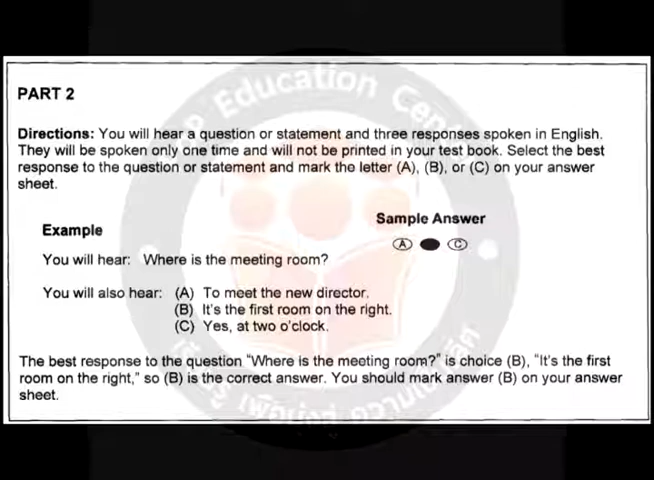 PART 2
Directions: You will hear a question or statement and three responses spoken in English.
They will be spoken only one time and will not be printed in your test book. Select the best
response to the question or statement and mark the letter (A), (B), or (C) on your answer
sheet.
Sample Answer
Example
A C
You will hear: Where is the meeting room?
You will also hear: (A) To meet the new director.
(B) It's the first room on the right.
(C) Yes, at two o'clock.
The best response to the question "Where is the meeting room?" is choice (B), "It's the first
room on the right," so (B) is the correct answer. You should mark answer (B) on your answer
sheet.
Education